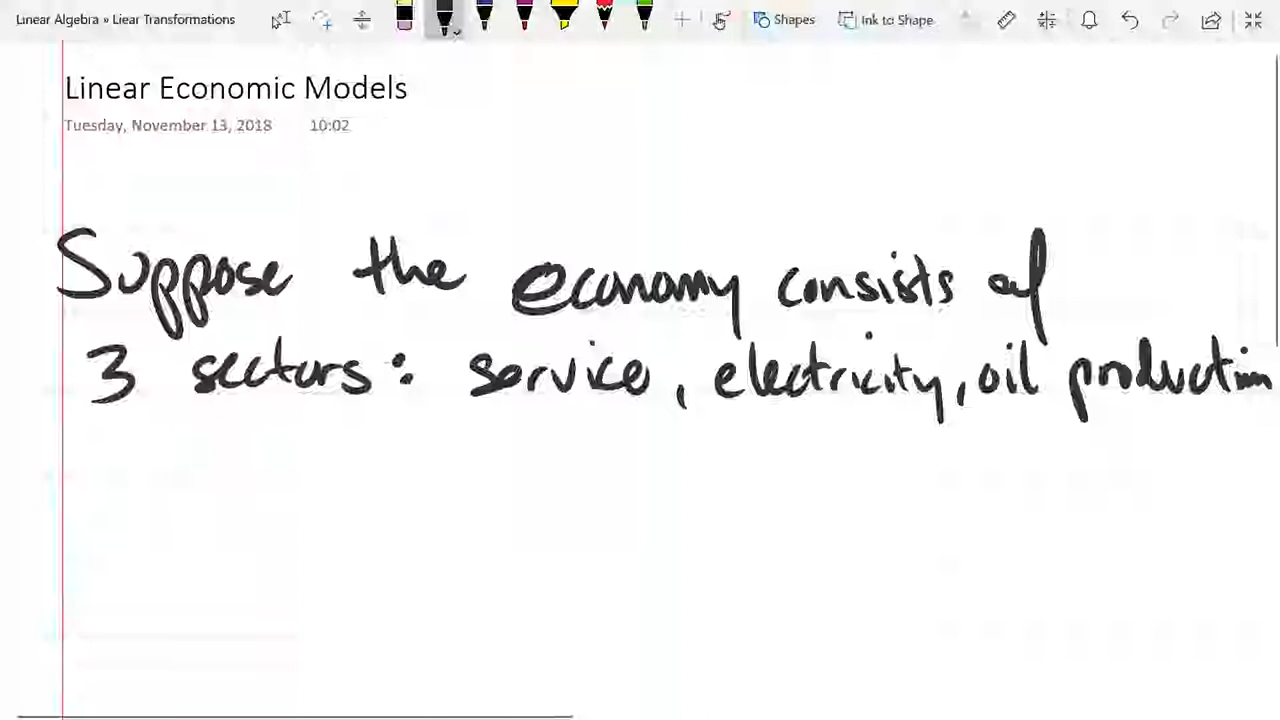 Linear Algebra » Liear Transformations
Shapes
Ink to Shape
Linear Economic Models
Tuesday, November 13, 2018 10:02
Suppose the economy consists of
3 sectors: service, electricity, oil production